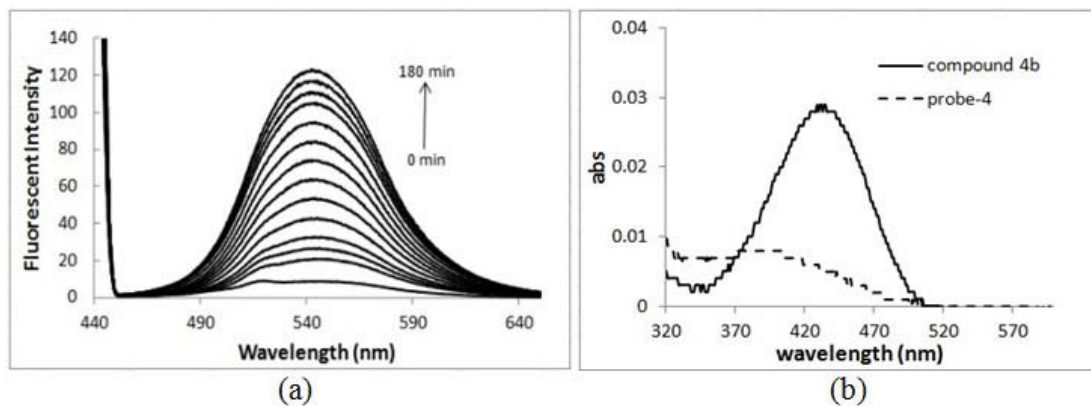 140
120
100
80
60
40
20
0
Fluorescent Intensity
180 min
0 min
440
490
540
590
640
Wavelength (nm)
(a)
0.04
0.03
0.02
0.01
0
abs
compound 4b
probe-4
320
370
420
470
520
570
wavelength (nm)
(b)